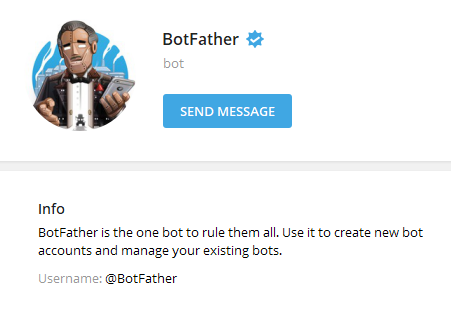 BotFather
bot
SEND MESSAGE
Info
BotFather is the one bot to rule them all. Use it to create new bot
accounts and manage your existing bots.
Username: @BotFather